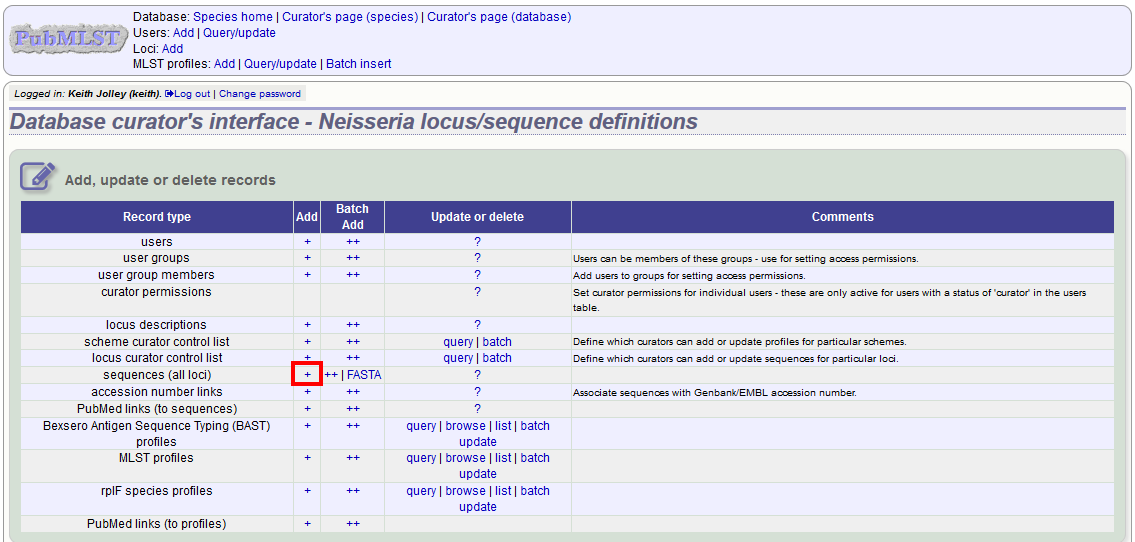 PubMLST
Database: Species home | Curator's page (species) | Curator's page (database)
Users: Add | Query/update
Loci: Add
MLST profiles: Add | Query/update | Batch insert
Logged in: Keith Jolley (keith). Log out | Change password
Database curator's interface - Neisseria locus/sequence definitions
Add, update or delete records
Record type Add Batch Add Update or delete Comments
users + ++ ?
user groups + ++ ? Users can be members of these groups - use for setting access permissions.
user group members + ++ ? Add users to groups for setting access permissions.
curator permissions ? Set curator permissions for individual users - these are only active for users with a status of 'curator' in the users
table.
locus descriptions + ++ ?
scheme curator control list + ++ query | batch Define which curators can add or update profiles for particular schemes.
locus curator control list + ++ query | batch Define which curators can add or update sequences for particular loci.
sequences (all loci) + ++ | FASTA ?
accession number links + ++ ? Associate sequences with Genbank/EMBL accession number.
PubMed links (to sequences) + ++ ?
Bexsero Antigen Sequence Typing (BAST) + ++ query | browse | list | batch
profiles update
MLST profiles + ++ query | browse | list | batch
update
rplF species profiles + ++ query | browse | list | batch
update
PubMed links (to profiles) + ++